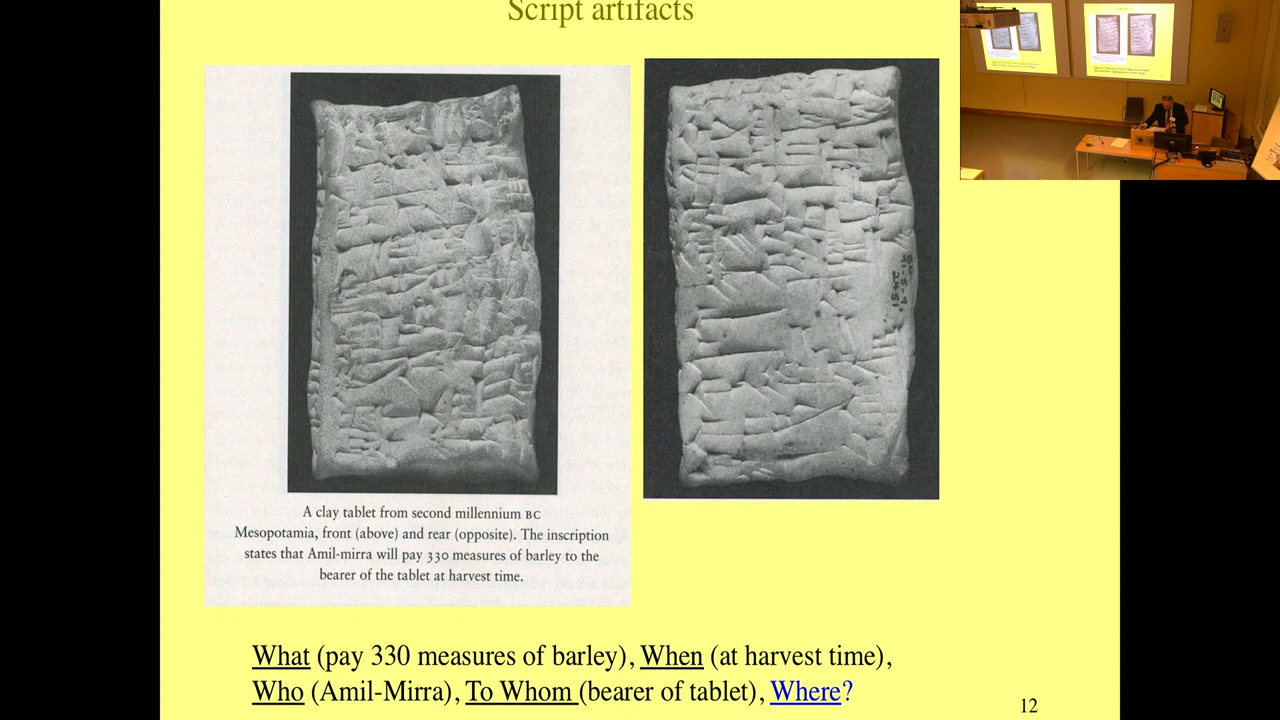 Script artifacts
A clay tablet from second millennium BC
Mesopotamia, front (above) and rear (opposite). The inscription
states that Amil-mirra will pay 330 measures of barley to the
bearer of the tablet at harvest time.
What (pay 330 measures of barley), When (at harvest time),
Who (Amil-Mirra), To Whom (bearer of tablet), Where?
12